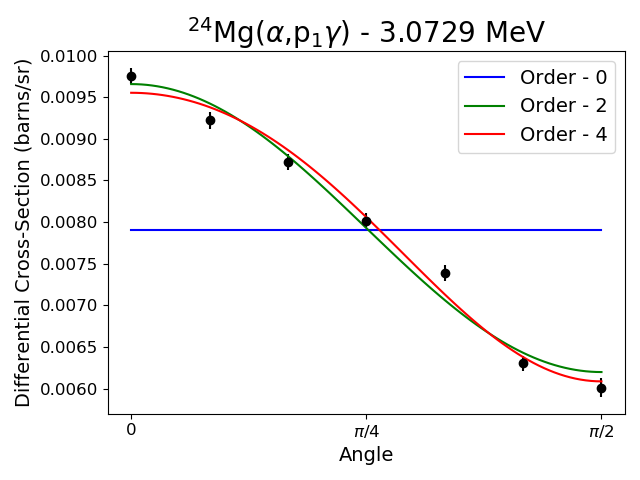 ²⁴Mg(α,p₁γ) - 3.0729 MeV
Differential Cross-Section (barns/sr)
0.0100
0.0095
0.0090
0.0085
0.0080
0.0075
0.0070
0.0065
0.0060
Order - 0
Order - 2
Order - 4
0
π/4
π/2
Angle